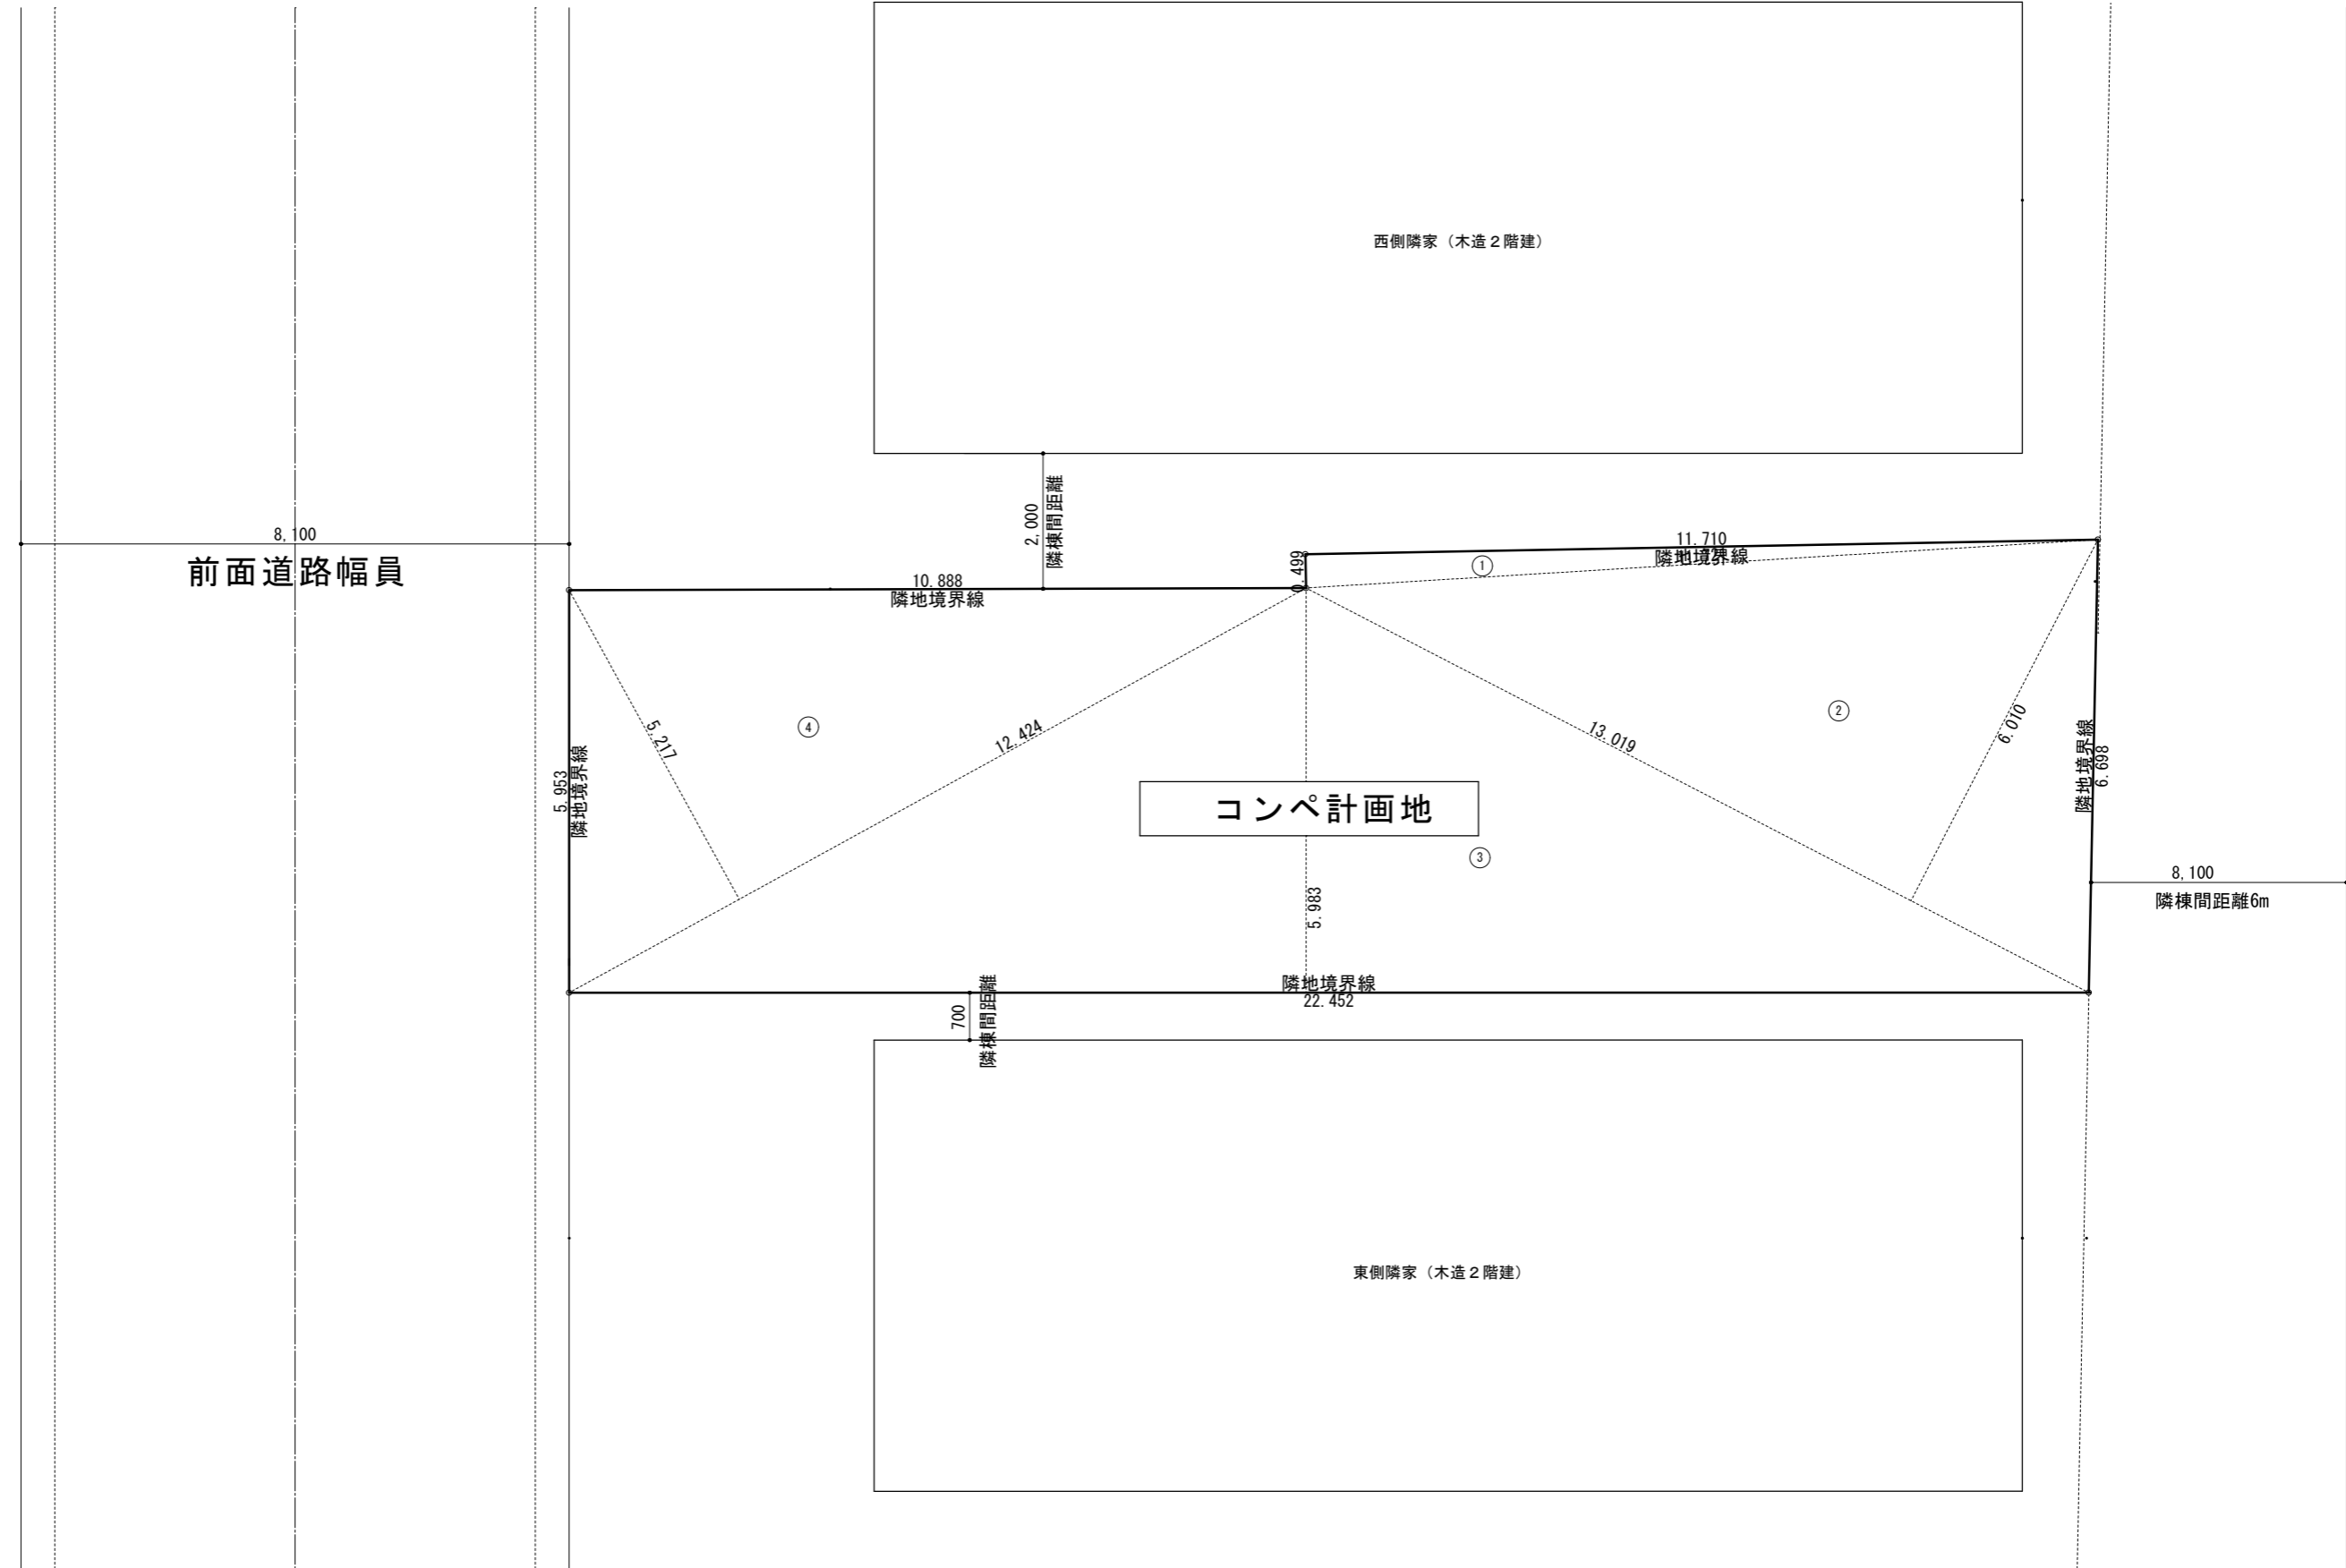 西側隣家（木造２階建）
8,100
前面道路幅員
2,000
隣棟間距離
10.888
隣地境界線
0.499
11.710
隣地境界線
①
②
③
④
5.217
12.424
13.019
6.010
5.953
隣地境界線
隣地境界線
6.698
コンペ計画地
5.983
8,100
隣棟間距離6m
隣地境界線
22.452
700
隣棟間距離
東側隣家（木造２階建）